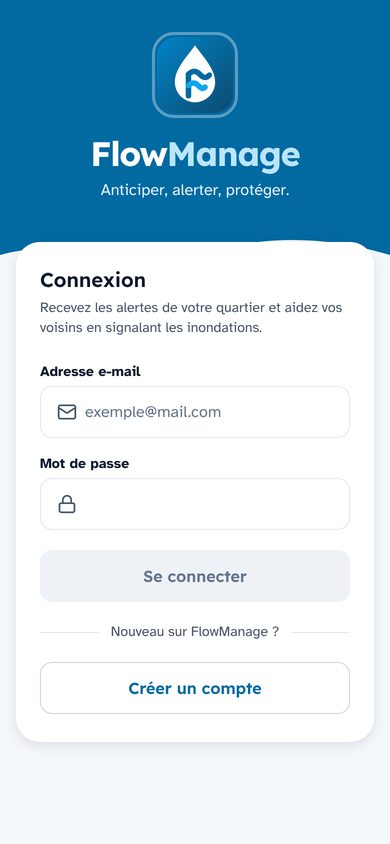 FlowManage
Anticiper, alerter, protéger.
Connexion
Recevez les alertes de votre quartier et aidez vos
voisins en signalant les inondations.
Adresse e-mail
exemple@mail.com
Mot de passe
Se connecter
Nouveau sur FlowManage ?
Créer un compte